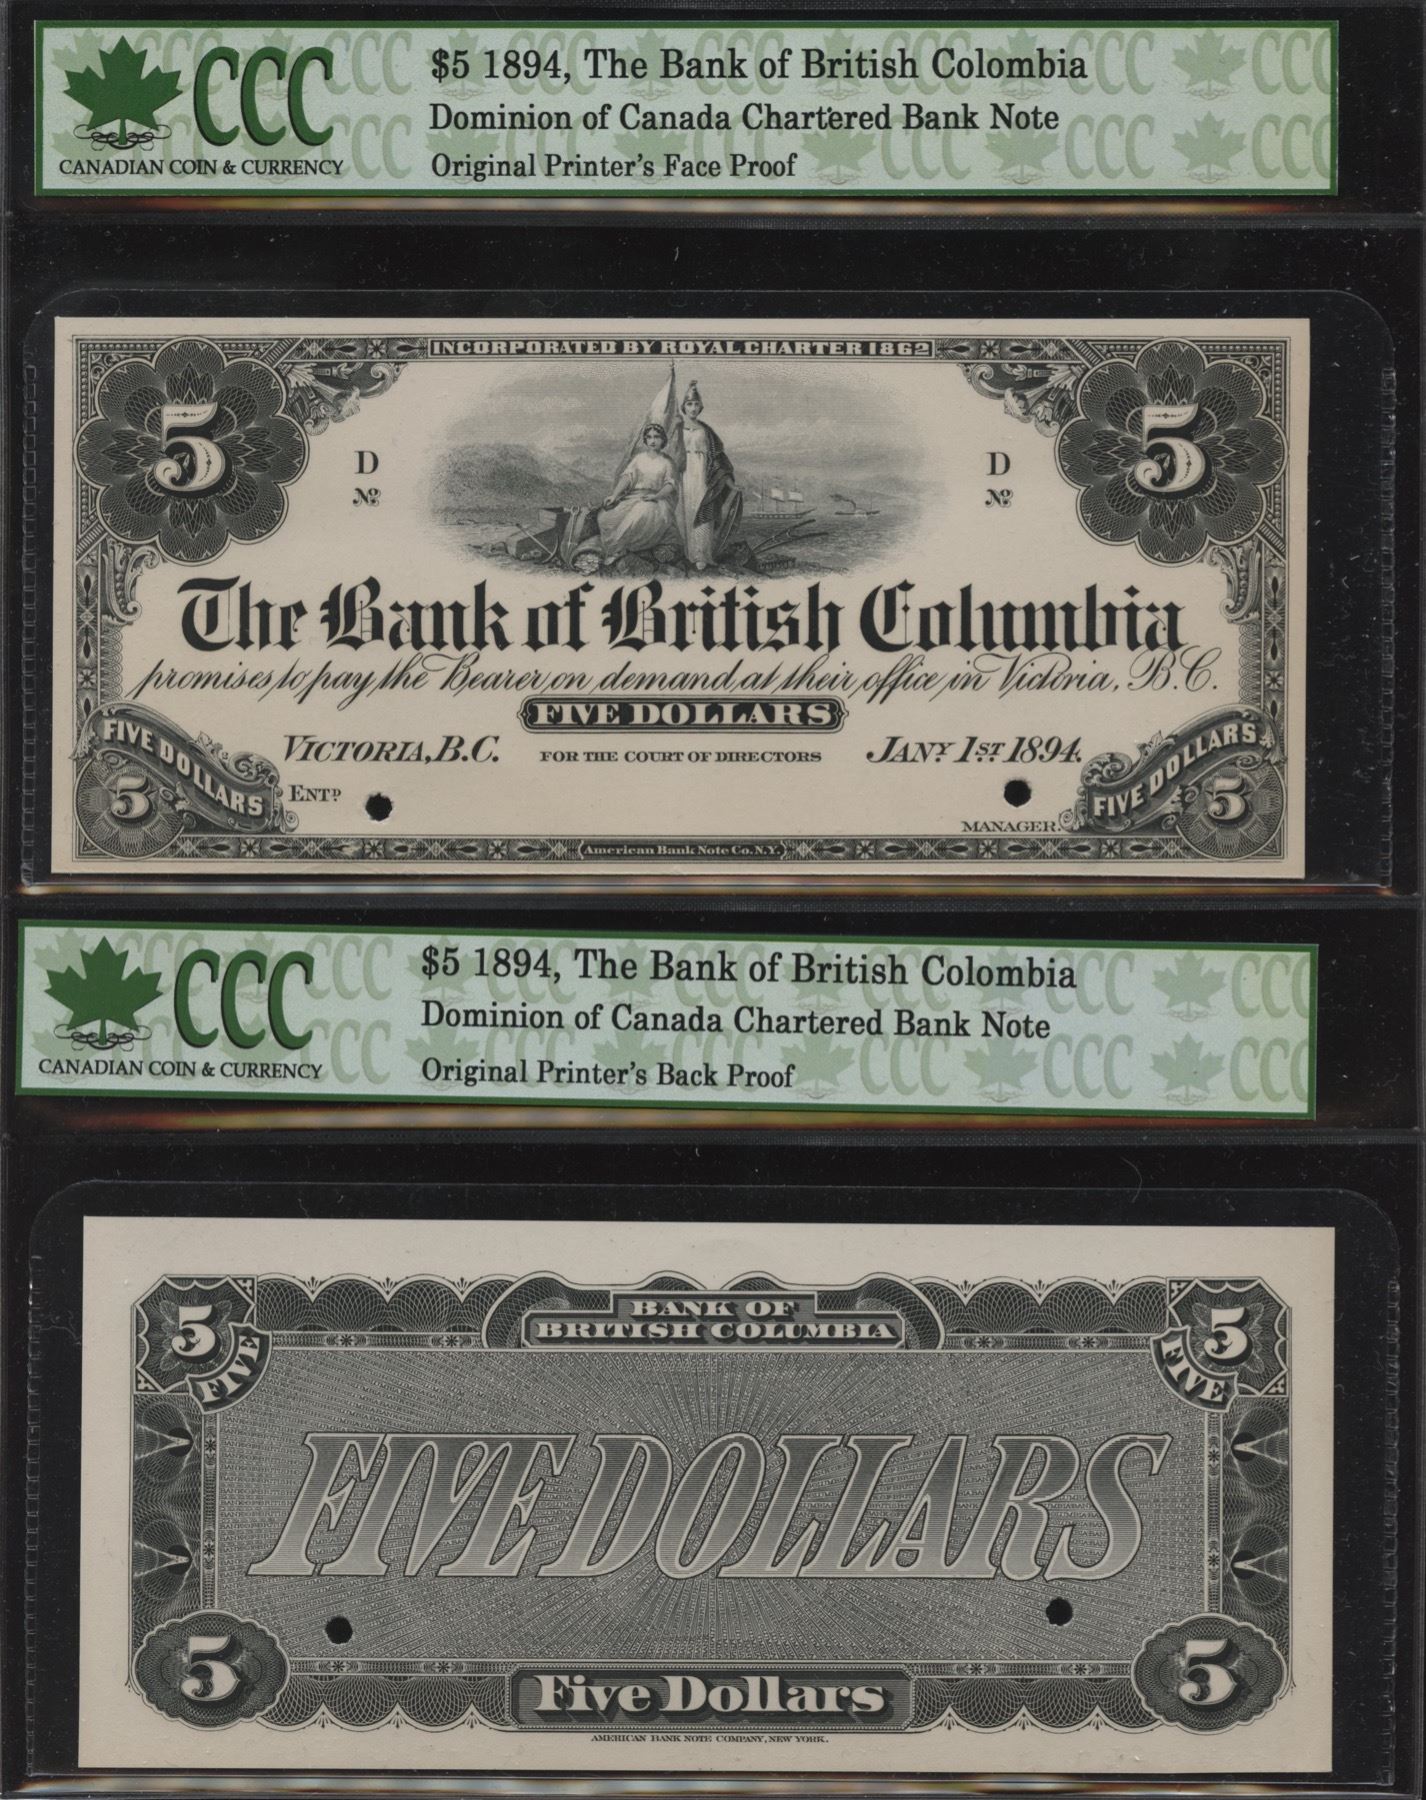 CCC
CANADIAN COIN & CURRENCY
$5 1894, The Bank of British Colombia
Dominion of Canada Chartered Bank Note
Original Printer's Face Proof
INCORPORATED BY ROYAL CHARTER 1862
5
5
D
No
D
No
The Bank of British Columbia
promises to pay the Bearer on demand at their office in Victoria, B.C.
FIVE DOLLARS
FIVE DOLLARS
5
VICTORIA, B.C.
FOR THE COURT OF DIRECTORS
JANY 1ST 1894.
FIVE DOLLARS
5
ENTD
MANAGER.
American Bank Note Co. N.Y.
CCC
CANADIAN COIN & CURRENCY
$5 1894, The Bank of British Colombia
Dominion of Canada Chartered Bank Note
Original Printer's Back Proof
5
FIVE
BANK OF
BRITISH COLUMBIA
5
FIVE
FIVE DOLLARS
5
Five Dollars
5
AMERICAN BANK NOTE COMPANY, NEW YORK.